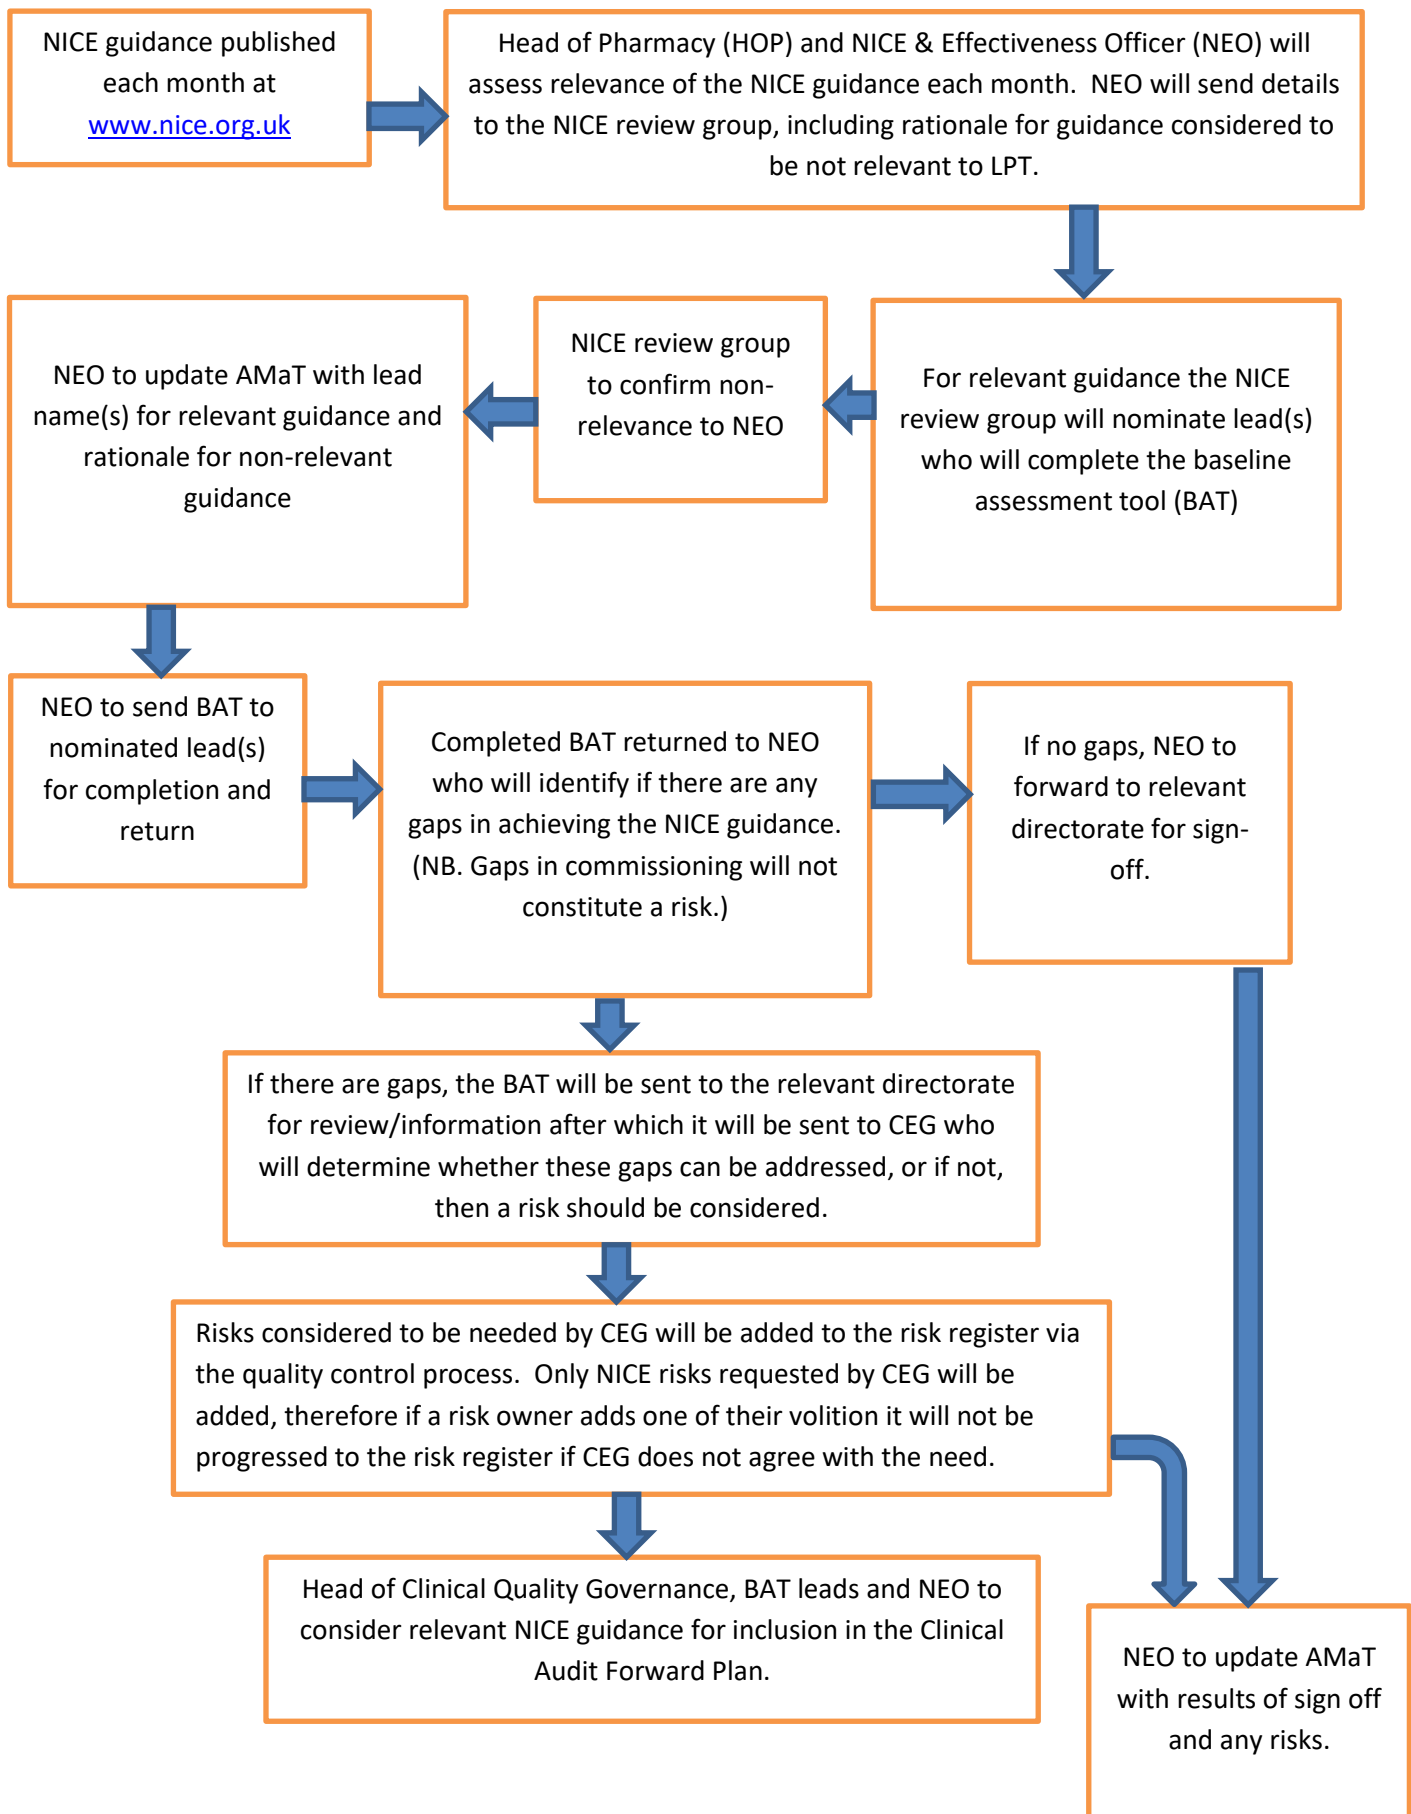 NICE guidance published
each month at
www.nice.org.uk
Head of Pharmacy (HOP) and NICE & Effectiveness Officer (NEO) will
assess relevance of the NICE guidance each month.  NEO will send details
to the NICE review group, including rationale for guidance considered to
be not relevant to LPT.
For relevant guidance the NICE
review group will nominate lead(s)
who will complete the baseline
assessment tool (BAT)
NICE review group
to confirm non-
relevance to NEO
NEO to update AMaT with lead
name(s) for relevant guidance and
rationale for non-relevant
guidance
NEO to send BAT to
nominated lead(s)
for completion and
return
Completed BAT returned to NEO
who will identify if there are any
gaps in achieving the NICE guidance.
(NB. Gaps in commissioning will not
constitute a risk.)
If no gaps, NEO to
forward to relevant
directorate for sign-
off.
If there are gaps, the BAT will be sent to the relevant directorate
for review/information after which it will be sent to CEG who
will determine whether these gaps can be addressed, or if not,
then a risk should be considered.
Risks considered to be needed by CEG will be added to the risk register via
the quality control process.  Only NICE risks requested by CEG will be
added, therefore if a risk owner adds one of their volition it will not be
progressed to the risk register if CEG does not agree with the need.
Head of Clinical Quality Governance, BAT leads and NEO to
consider relevant NICE guidance for inclusion in the Clinical
Audit Forward Plan.
NEO to update AMaT
with results of sign off
and any risks.